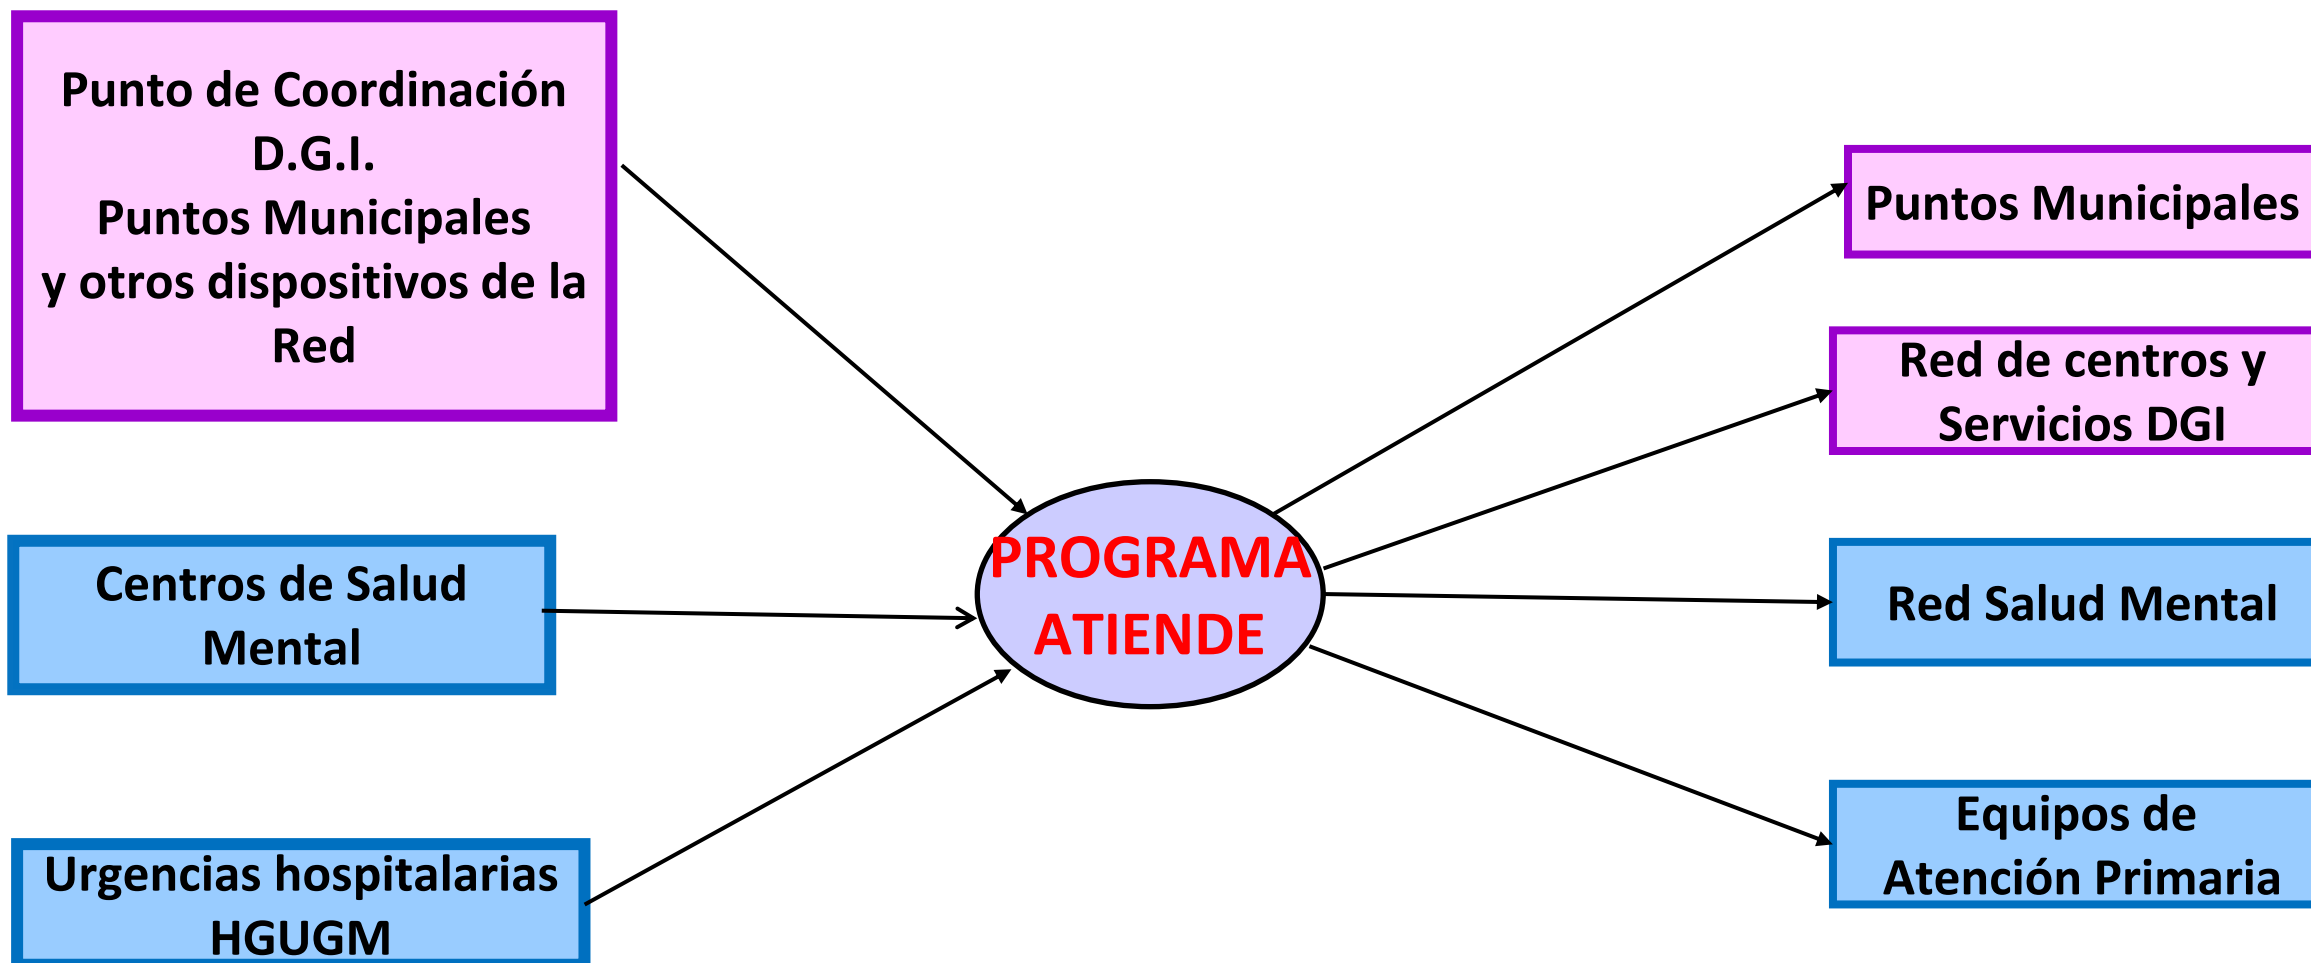 Punto de Coordinación
D.G.I.
Puntos Municipales
y otros dispositivos de la
Red
Centros de Salud
Mental
Urgencias hospitalarias
HGUGM
PROGRAMA
ATIENDE
Puntos Municipales
Red de centros y
Servicios DGI
Red Salud Mental
Equipos de
Atención Primaria